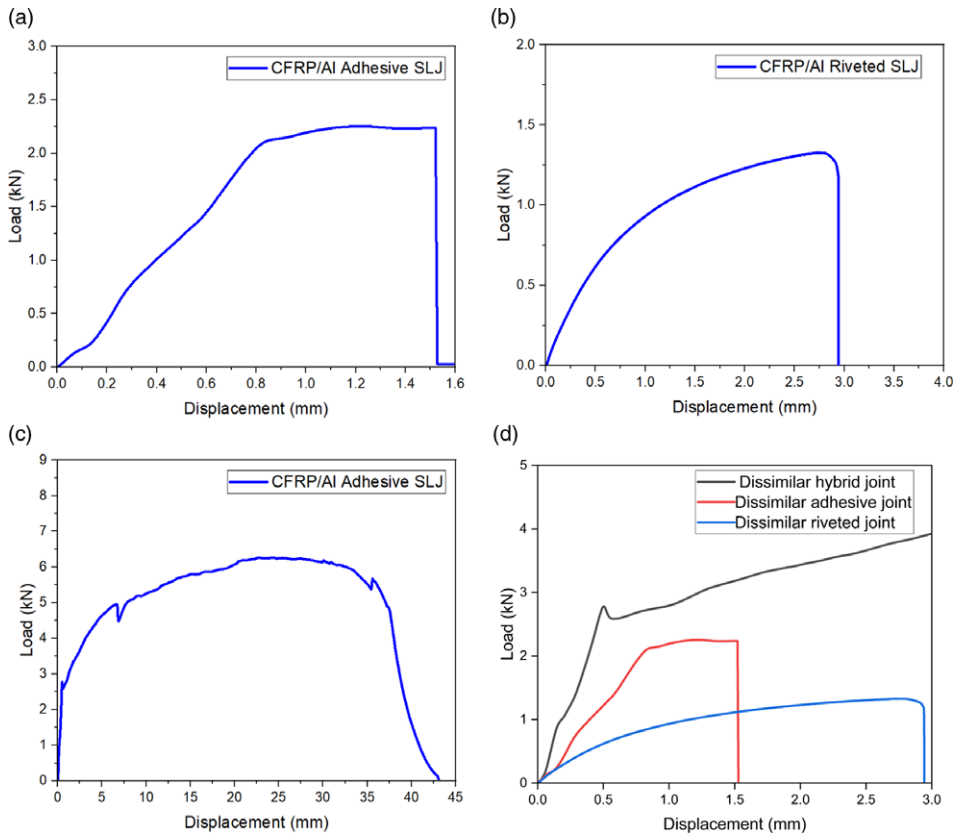 (a)
3.0
2.5
2.0
1.5
1.0
0.5
0.0
Load (kN)
CFRP/Al Adhesive SLJ
0.0 0.2 0.4 0.6 0.8 1.0 1.2 1.4 1.6
Displacement (mm)
(b)
2.0
1.5
1.0
0.5
0.0
Load (kN)
CFRP/Al Riveted SLJ
0.0 0.5 1.0 1.5 2.0 2.5 3.0 3.5 4.0
Displacement (mm)
(c)
9
8
7
6
5
4
3
2
1
0
Load (kN)
CFRP/Al Adhesive SLJ
0 5 10 15 20 25 30 35 40 45
Displacement (mm)
(d)
5
4
3
2
1
0
Load (kN)
Dissimilar hybrid joint
Dissimilar adhesive joint
Dissimilar riveted joint
0.0 0.5 1.0 1.5 2.0 2.5 3.0
Displacement (mm)